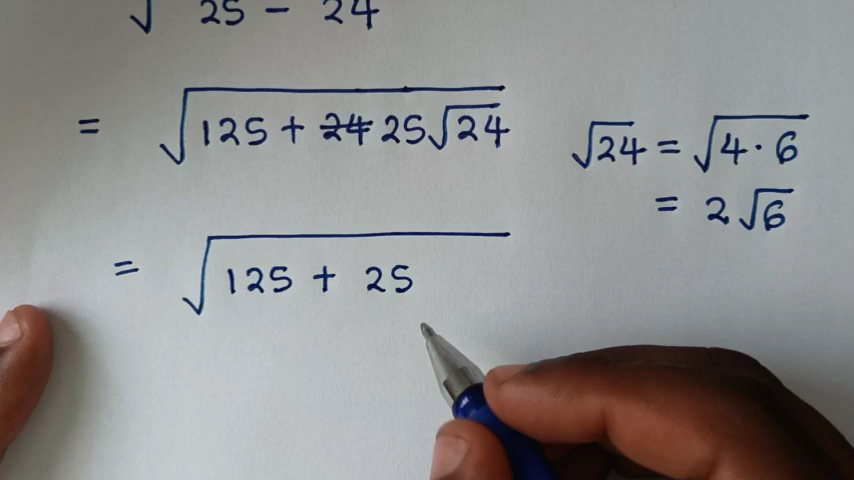 √ 25 - 24
= √125 + 24 25√24
√24 = √4 · 6
= 2√6
= √125 + 25